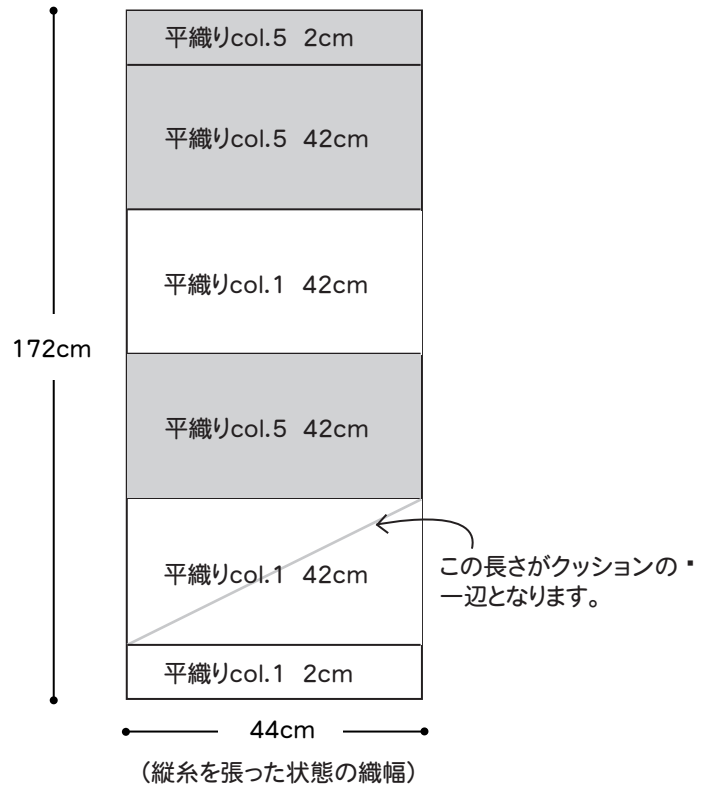 平織りcol.5 2cm
平織りcol.5 42cm
平織りcol.1 42cm
172cm
平織りcol.5 42cm
平織りcol.1 42cm
この長さがクッションの
一辺となります。
平織りcol.1 2cm
44cm
（縦糸を張った状態の織幅）